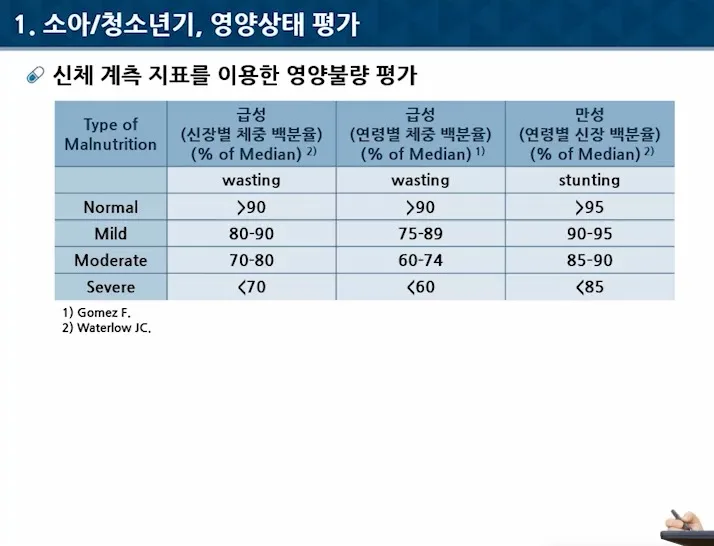 1. 소아/청소년기, 영양상태 평가
신체 계측 지표를 이용한 영양불량 평가
Type of Malnutrition
급성 (신장별 체중 백분율) (% of Median) 2)
급성 (연령별 체중 백분율) (% of Median) 1)
만성 (연령별 신장 백분율) (% of Median) 2)
wasting wasting stunting
Normal >90 >90 >95
Mild 80-90 75-89 90-95
Moderate 70-80 60-74 85-90
Severe <70 <60 <85
1) Gomez F.
2) Waterlow JC.